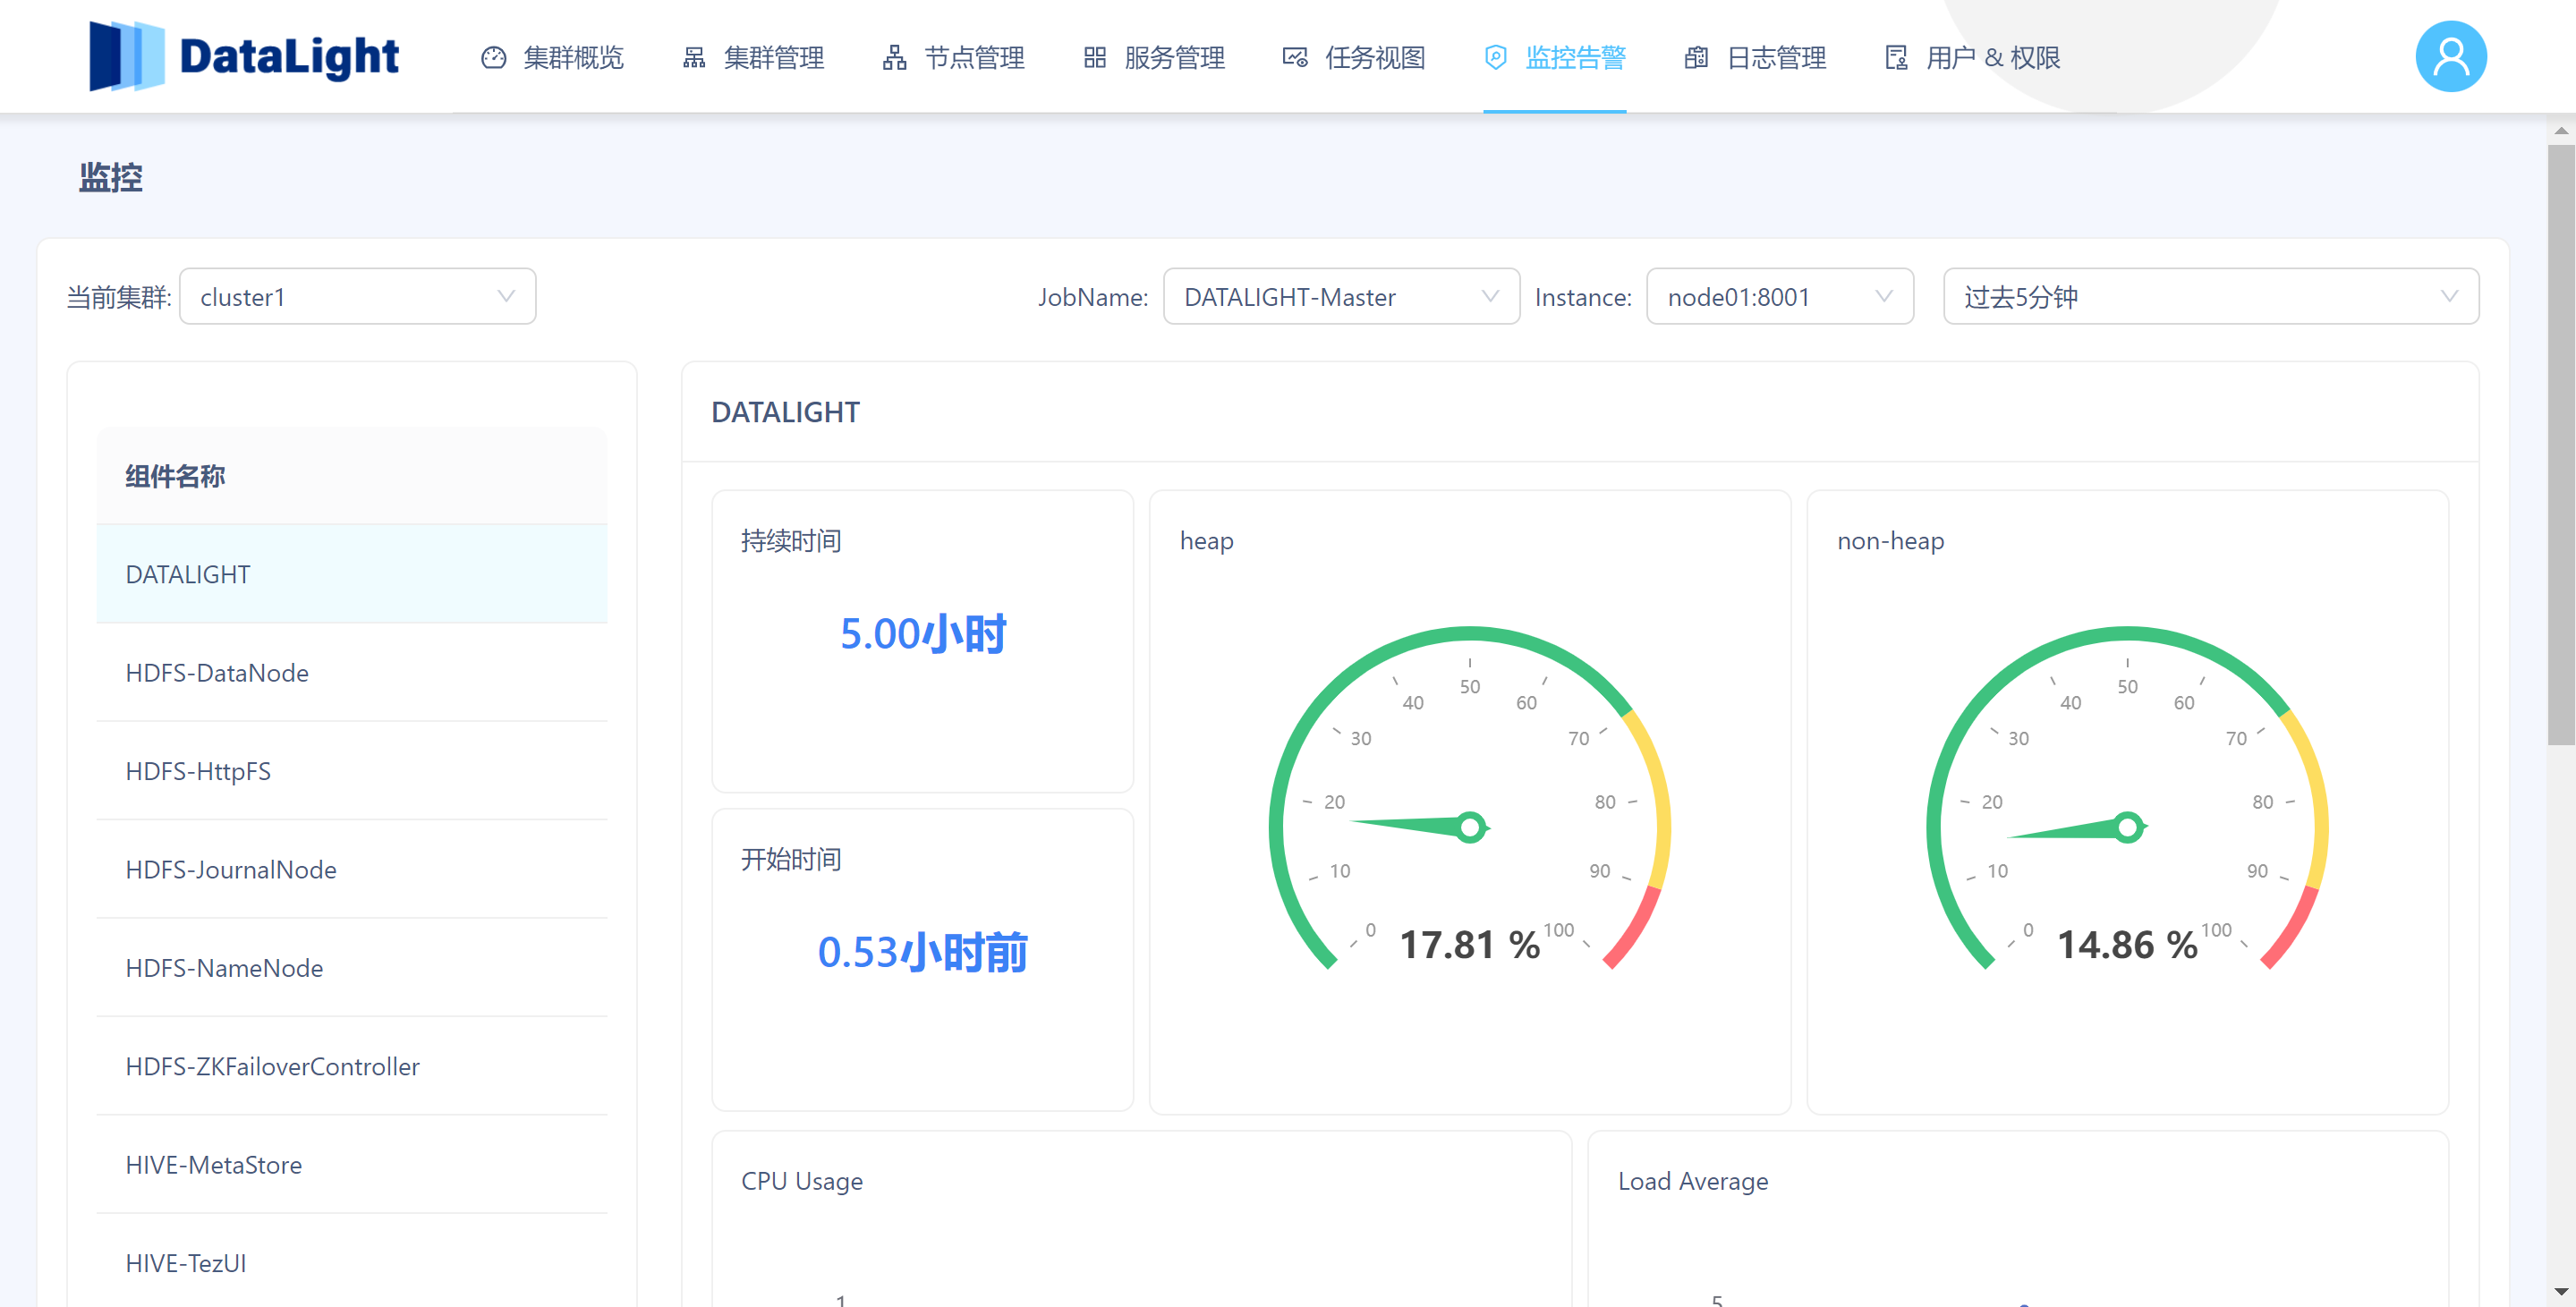 DataLight
集群概览
集群管理
节点管理
服务管理
任务视图
监控告警
日志管理
用户 & 权限
监控
当前集群: cluster1
JobName: DATALIGHT-Master
Instance: node01:8001
过去5分钟
组件名称
DATALIGHT
HDFS-DataNode
HDFS-HttpFS
HDFS-JournalNode
HDFS-NameNode
HDFS-ZKFailoverController
HIVE-MetaStore
HIVE-TezUI
DATALIGHT
持续时间
5.00小时
开始时间
0.53小时前
heap
0
10
20
30
40
50
60
70
80
90
100
17.81 %
non-heap
0
10
20
30
40
50
60
70
80
90
100
14.86 %
CPU Usage
1
Load Average
5